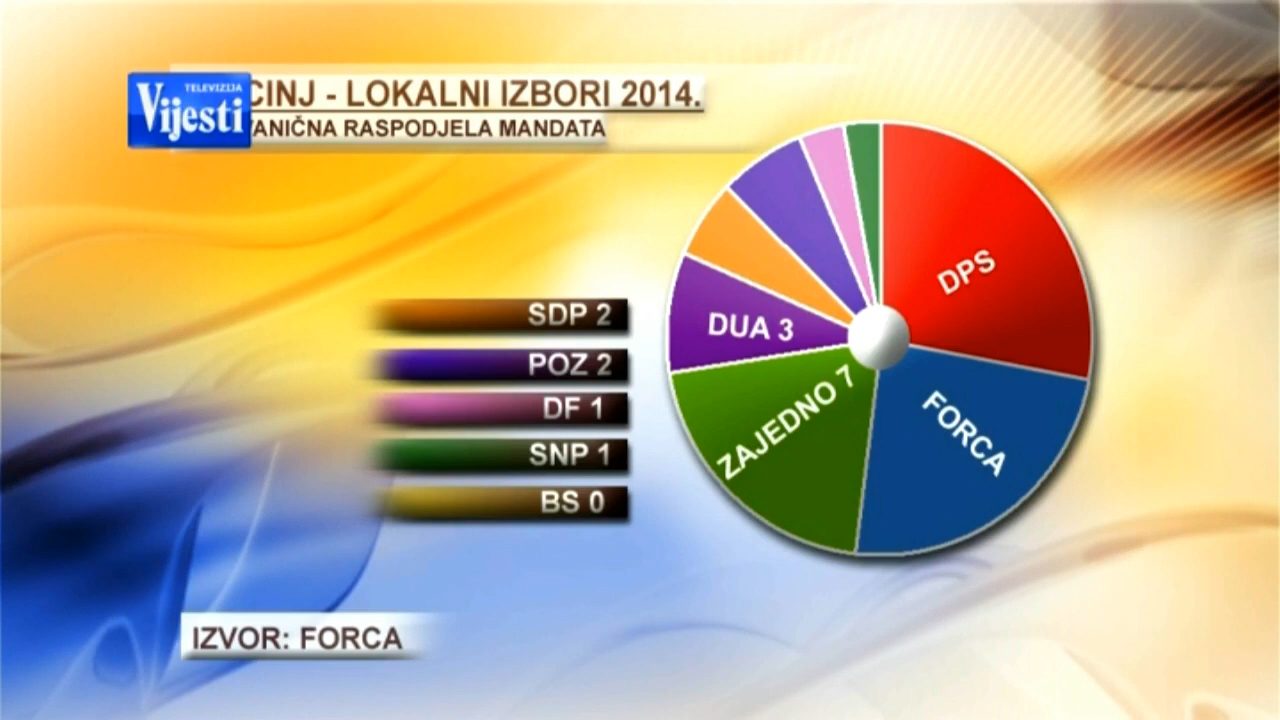 TELEVIZIJA
Vijesti
CINJ - LOKALNI IZBORI 2014.
VANIČNA RASPODJELA MANDATA
DPS
FORCA
ZAJEDNO 7
DUA 3
SDP 2
POZ 2
DF 1
SNP 1
BS 0
IZVOR: FORCA